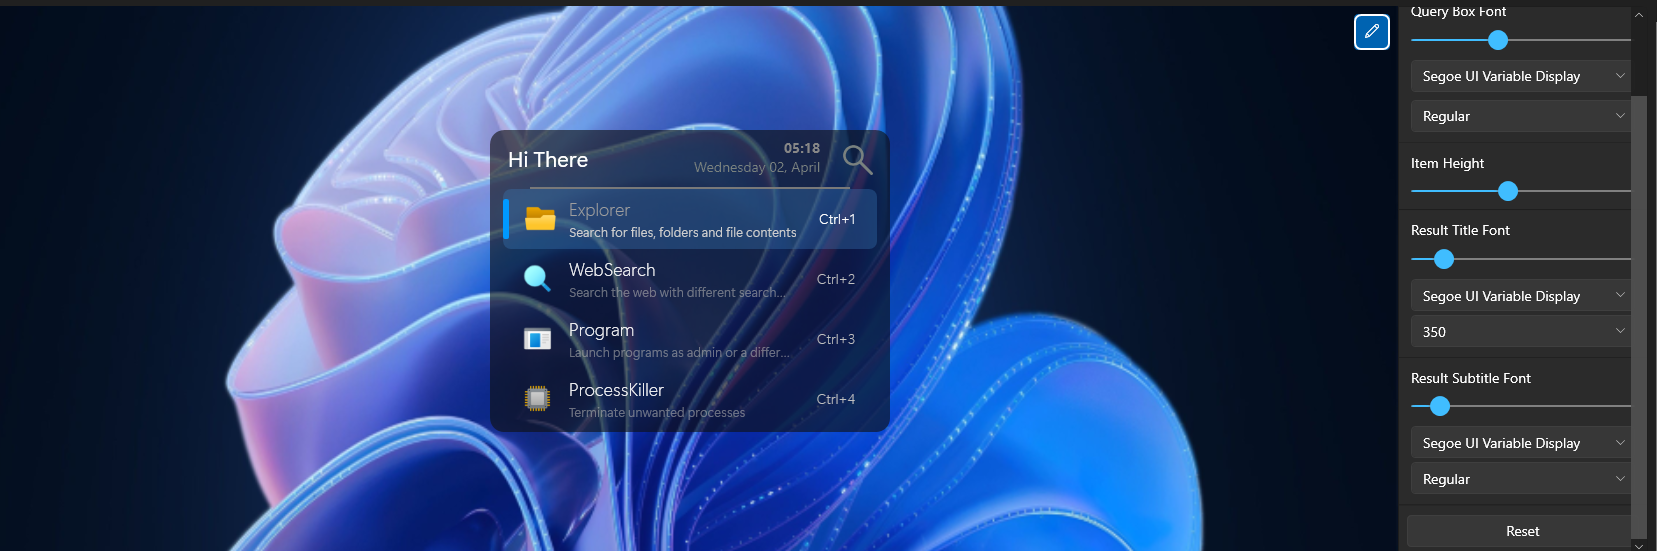 Hi There
05:18
Wednesday 02, April
Explorer
Search for files, folders and file contents
Ctrl+1
WebSearch
Search the web with different search...
Ctrl+2
Program
Launch programs as admin or a differ...
Ctrl+3
ProcessKiller
Terminate unwanted processes
Ctrl+4
Query Box Font
Segoe UI Variable Display
Regular
Item Height
Result Title Font
Segoe UI Variable Display
350
Result Subtitle Font
Segoe UI Variable Display
Regular
Reset